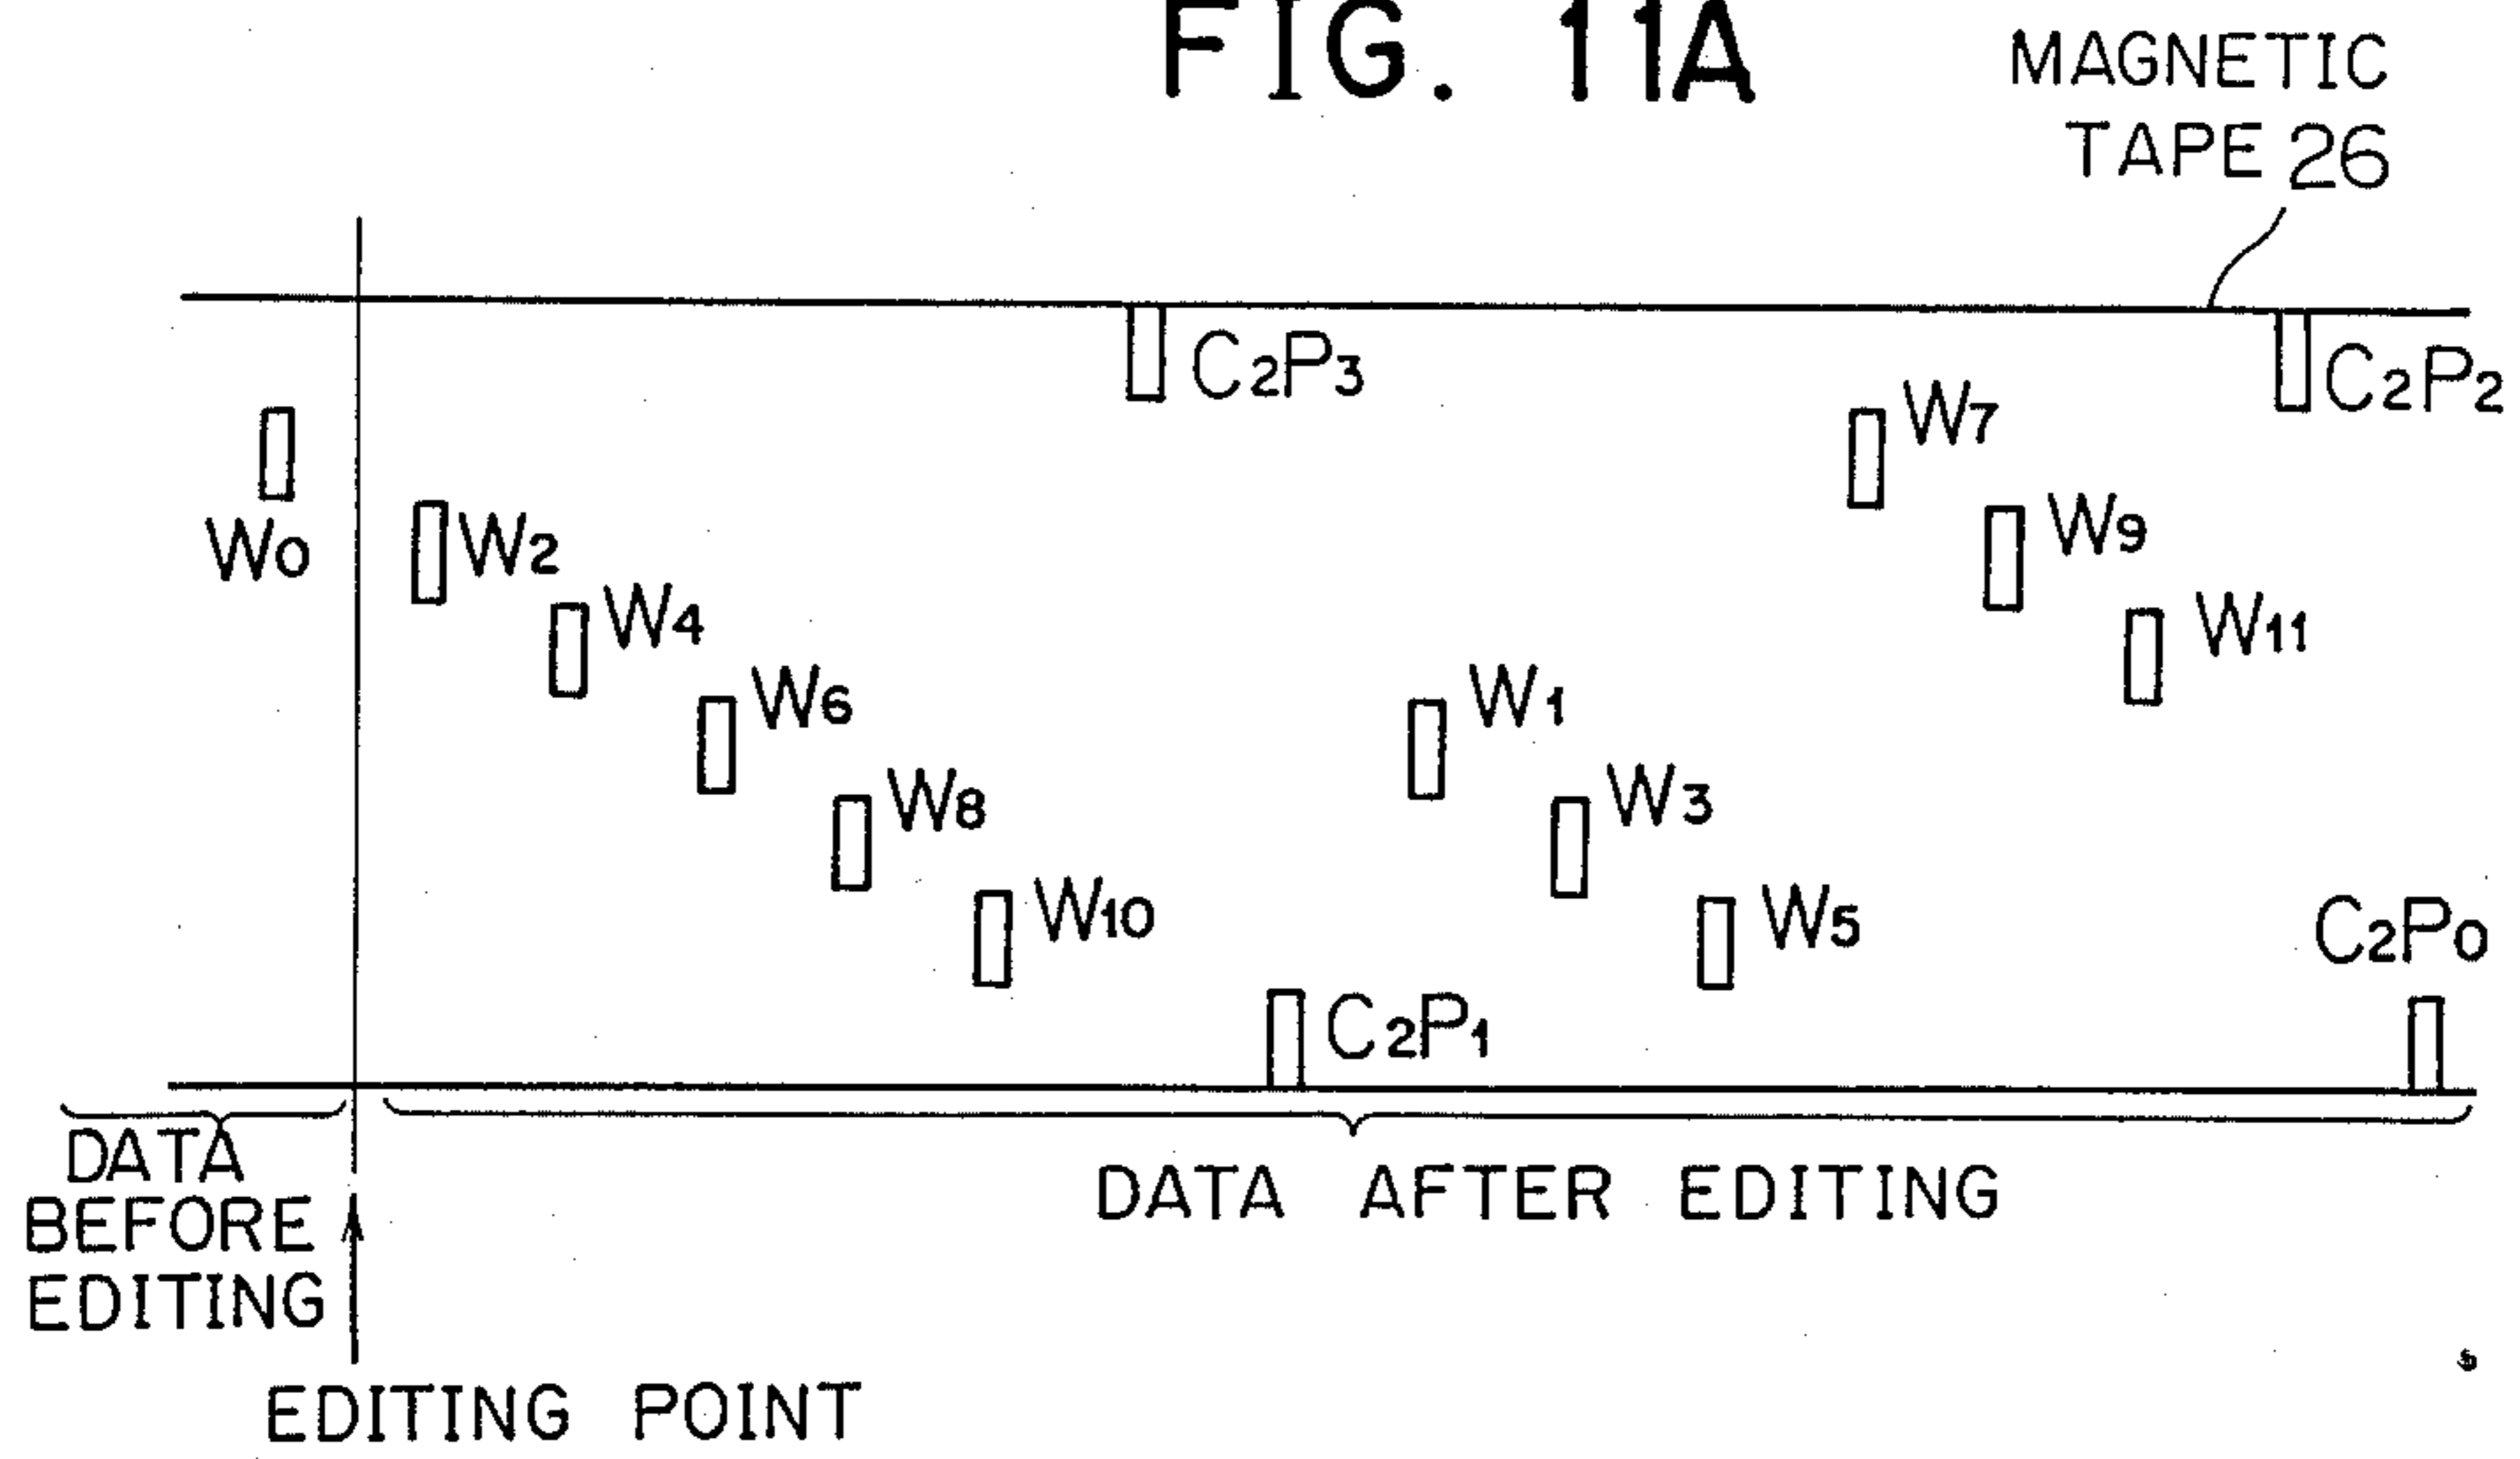 FIG. 11A
MAGNETIC
TAPE 26
C2P3
C2P2
W7
W0
W2
W9
W4
W11
W6
W1
W8
W3
W10
W5
C2P0
C2P1
DATA
BEFORE
EDITING
DATA AFTER EDITING
EDITING POINT